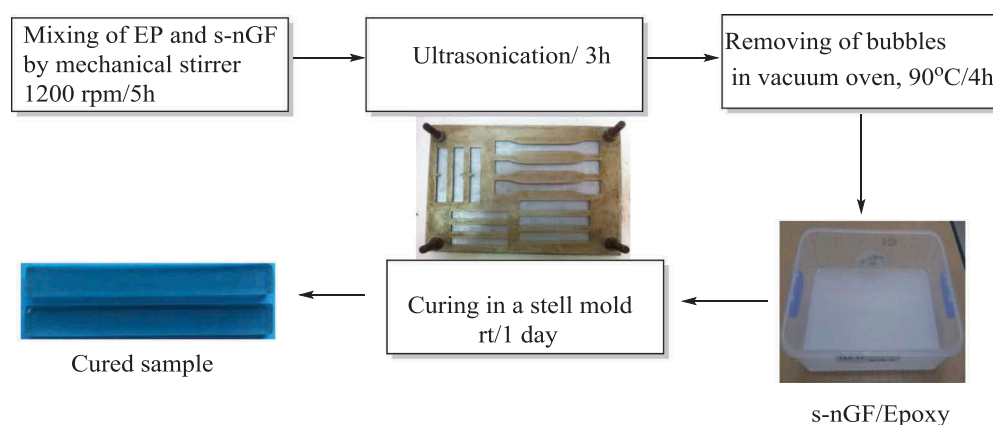 Mixing of EP and s-nGF
by mechanical stirrer
1200 rpm/5h
Ultrasonication/ 3h
Removing of bubbles
in vacuum oven, 90°C/4h
Curing in a stell mold
rt/1 day
Cured sample
s-nGF/Epoxy